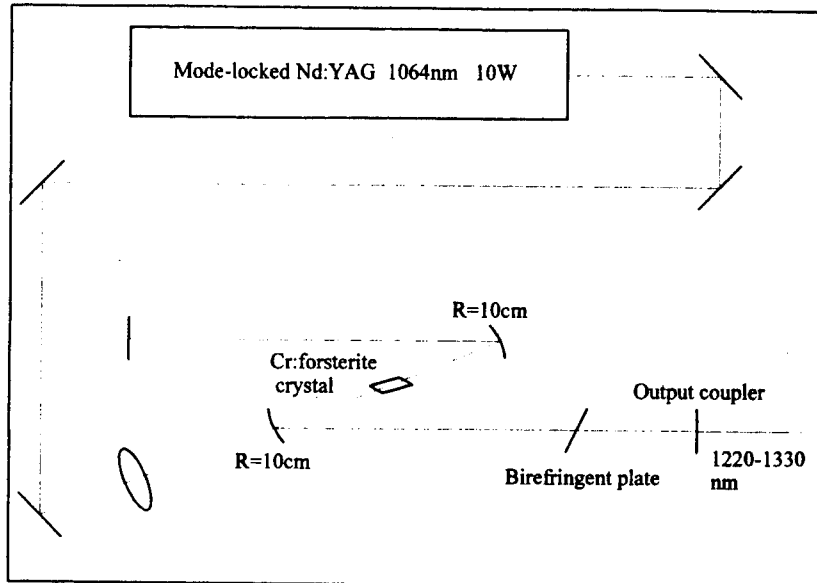 Mode-locked Nd:YAG 1064nm 10W
R=10cm
Cr:forsterite
crystal
Output coupler
R=10cm
Birefringent plate
1220-1330
nm